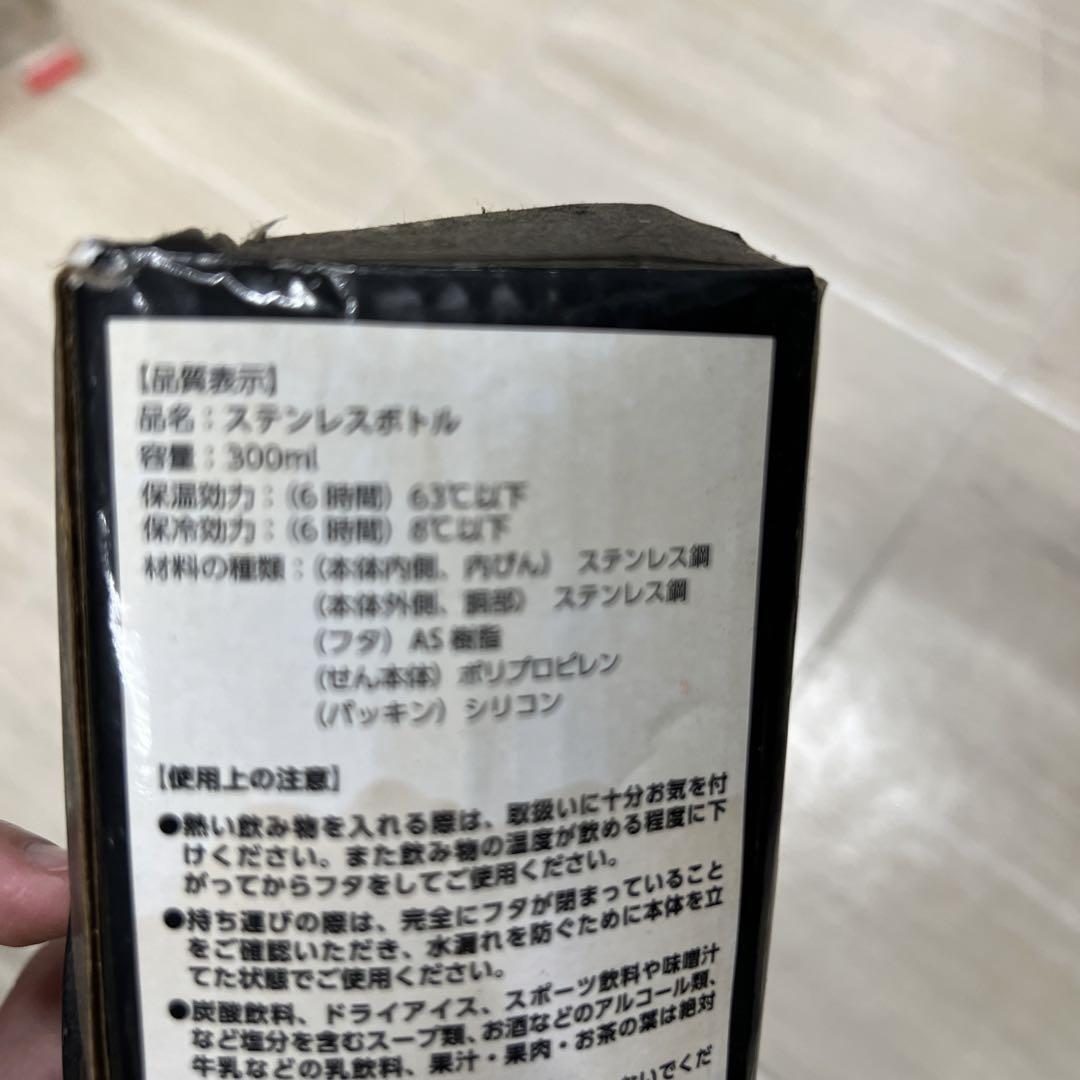 【品質表示】
品名：ステンレスボトル
容量：300ml
保温効力：（6時間）63℃以下
保冷効力：（6時間）8℃以下
材料の種類：（本体内側、内びん） ステンレス鋼
（本体外側、胴部） ステンレス鋼
（フタ）AS樹脂
（せん本体）ポリプロピレン
（パッキン）シリコン
【使用上の注意】
●熱い飲み物を入れる際は、取扱いに十分お気を付
けください。また飲み物の温度が飲める程度に下
がってからフタをしてご使用ください。
●持ち運びの際は、完全にフタが閉まっていること
をご確認いただき、水漏れを防ぐために本体を立
てた状態でご使用ください。
●炭酸飲料、ドライアイス、スポーツ飲料や味噌汁
など塩分を含むスープ類、お酒などのアルコール類、
牛乳などの乳飲料、果汁・果肉・お茶の葉は絶対
いでくだ